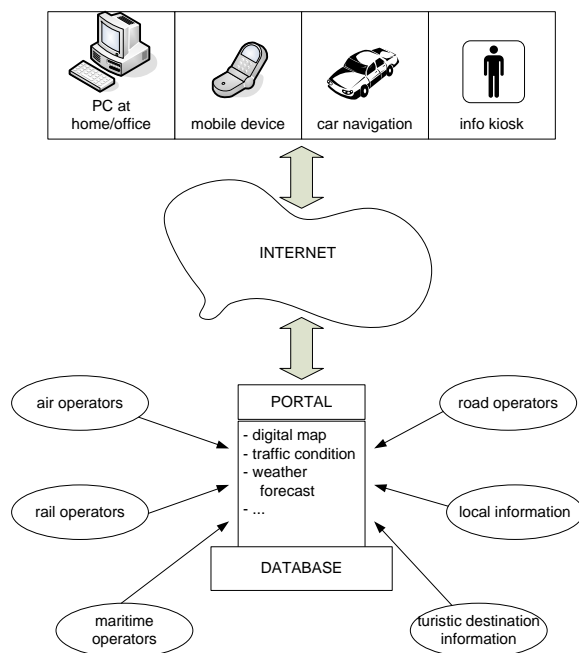 PC at
home/office
mobile device
car navigation
info kiosk
INTERNET
PORTAL
- digital map
- traffic condition
- weather
forecast
- ...
DATABASE
air operators
rail operators
maritime
operators
road operators
local information
turistic destination
information